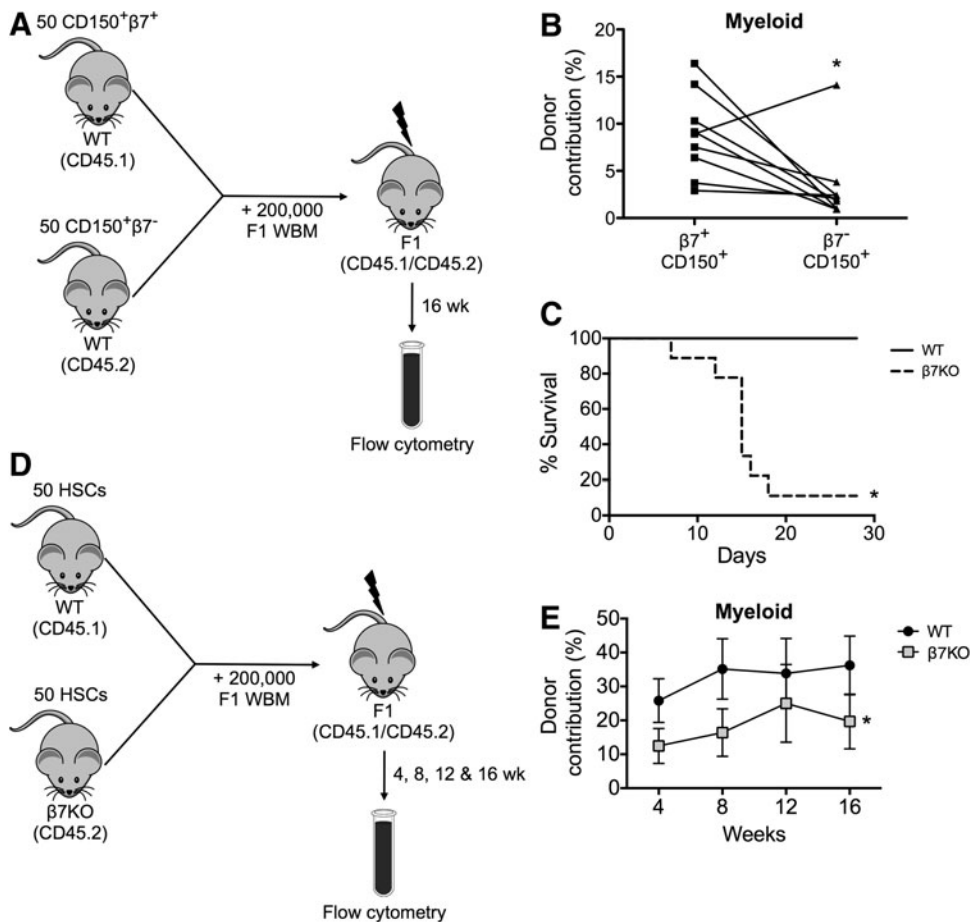 A
50 CD150⁺β7⁺
WT
(CD45.1)
50 CD150⁺β7⁻
WT
(CD45.2)
+ 200,000
F1 WBM
F1
(CD45.1/CD45.2)
16 wk
Flow cytometry
B
Myeloid
Donor
contribution (%)
20
15
10
5
0
β7⁺
CD150⁺
β7⁻
CD150⁺
*
C
% Survival
100
80
60
40
20
0
0 10 20 30
Days
WT
β7KO
*
D
50 HSCs
WT
(CD45.1)
50 HSCs
β7KO
(CD45.2)
+ 200,000
F1 WBM
F1
(CD45.1/CD45.2)
4, 8, 12 & 16 wk
Flow cytometry
E
Myeloid
Donor
contribution (%)
50
40
30
20
10
0
4 8 12 16
Weeks
WT
β7KO
*